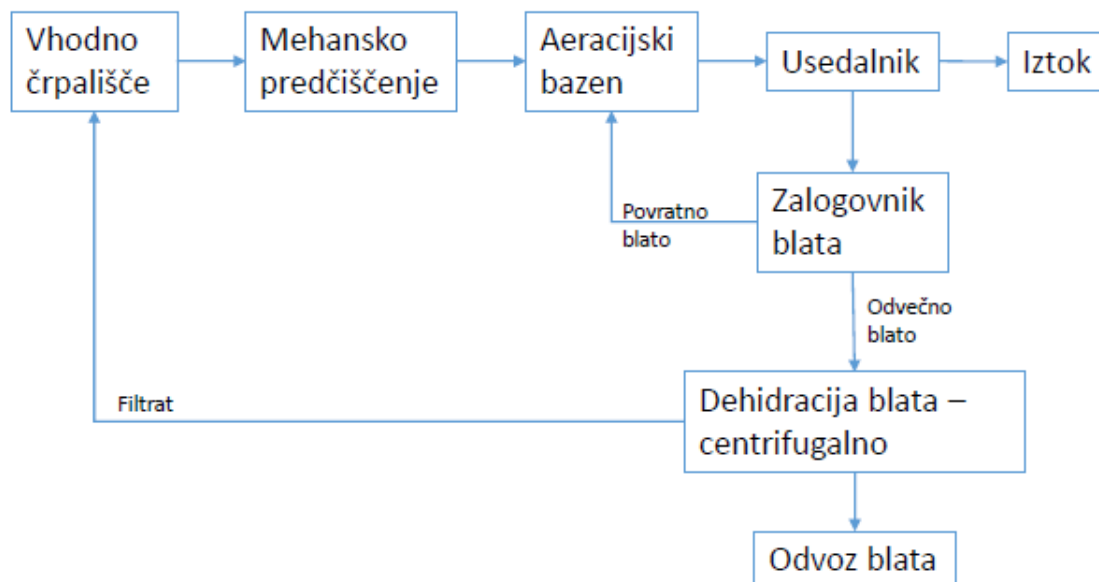 Vhodno
črpališče
Mehansko
predčiščenje
Aeracijski
bazen
Usedalnik
Iztok
Povratno
blato
Zalogovnik
blata
Odvečno
blato
Filtrat
Dehidracija blata –
centrifugalno
Odvoz blata